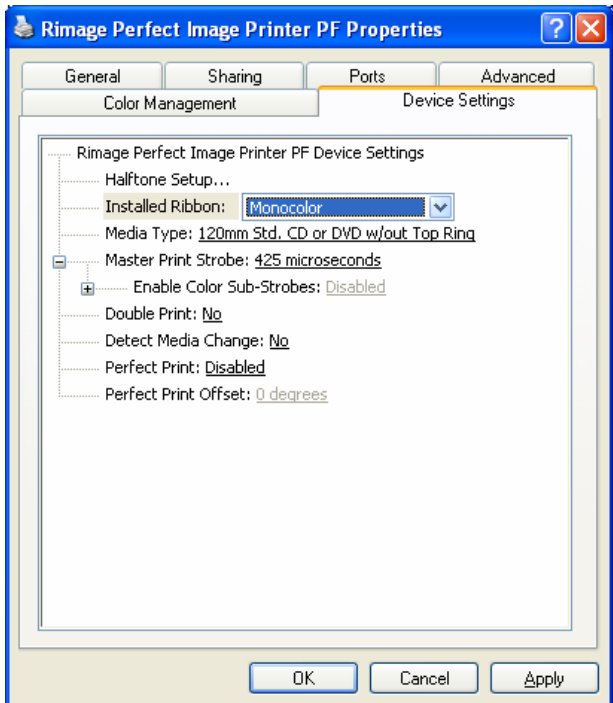 Rimage Perfect Image Printer PF Properties
General Sharing Ports Advanced
Color Management Device Settings
Rimage Perfect Image Printer PF Device Settings
Halftone Setup...
Installed Ribbon: Monocolor
Media Type: 120mm Std. CD or DVD w/out Top Ring
Master Print Strobe: 425 microseconds
Enable Color Sub-Strobes: Disabled
Double Print: No
Detect Media Change: No
Perfect Print: Disabled
Perfect Print Offset: 0 degrees
OK Cancel Apply